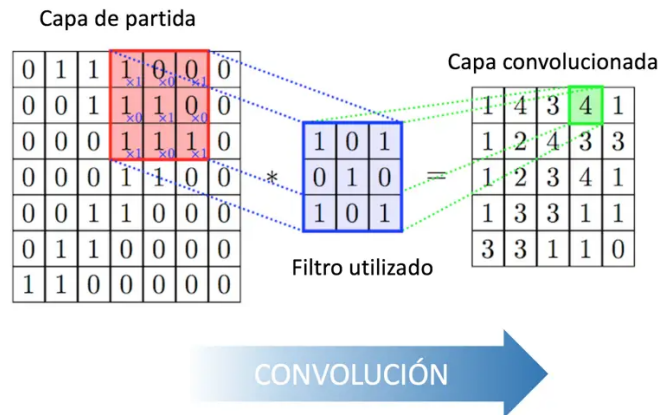 Capa de partida
Capa convolucionada
0 1 1 1×1 0×0 0×1 0
0 0 1 1×0 1×1 0×0 0
0 0 0 1×1 1×0 1×1 0
0 0 0 1 1 0 0
0 0 1 1 0 0 0
0 1 1 0 0 0 0
1 1 0 0 0 0 0
*
1 0 1
0 1 0
1 0 1
=
1 4 3 4 1
1 2 4 3 3
1 2 3 4 1
1 3 3 1 1
3 3 1 1 0
Filtro utilizado
CONVOLUCIÓN